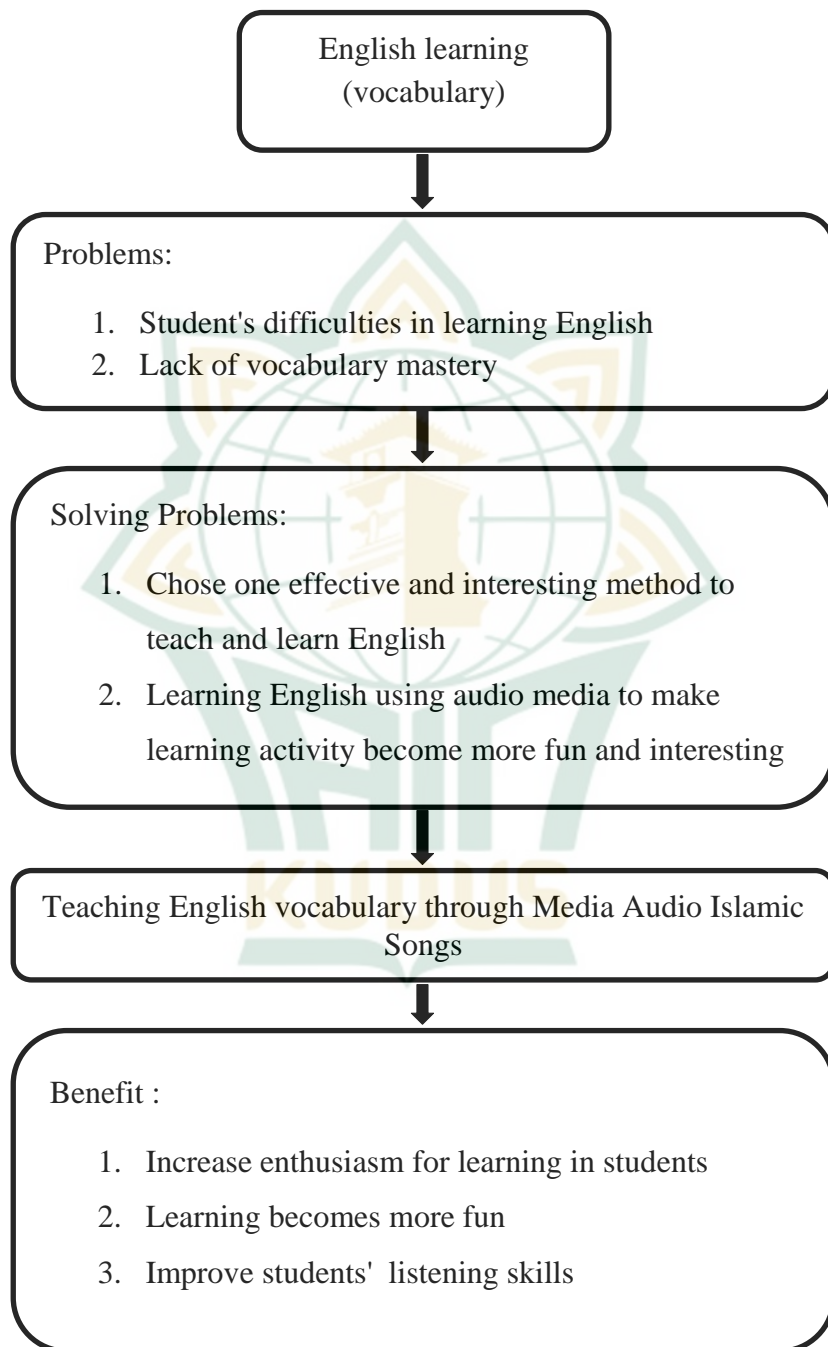 English learning
(vocabulary)
Problems:
1. Student's difficulties in learning English
2. Lack of vocabulary mastery
Solving Problems:
1. Chose one effective and interesting method to
teach and learn English
2. Learning English using audio media to make
learning activity become more fun and interesting
KUDUS
Teaching English vocabulary through Media Audio Islamic
Songs
Benefit :
1. Increase enthusiasm for learning in students
2. Learning becomes more fun
3. Improve students' listening skills